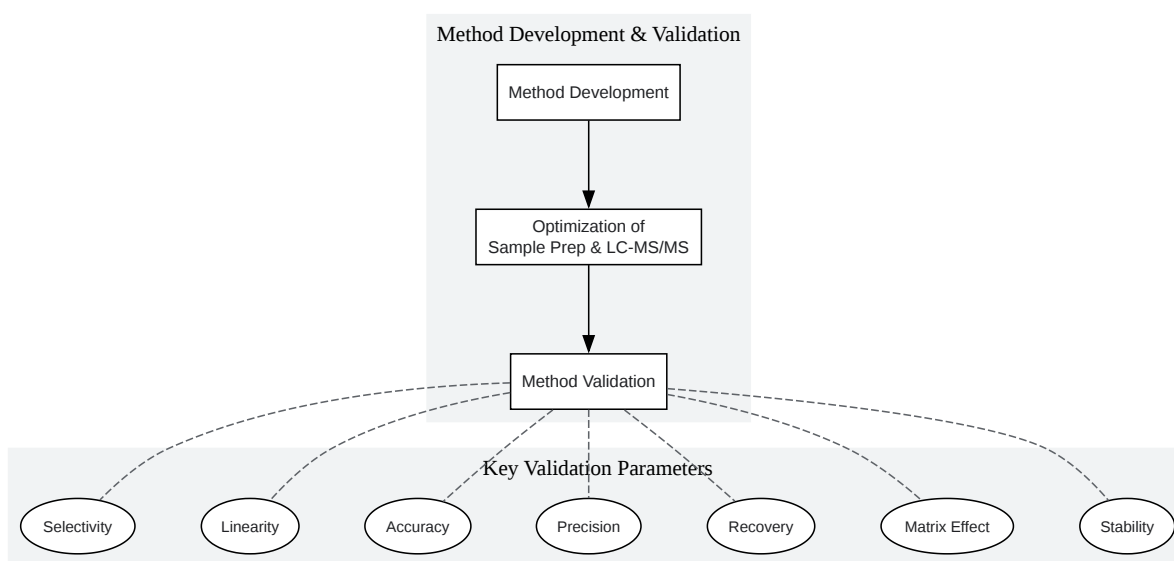 Method Development & Validation
Method Development
Optimization of
Sample Prep & LC-MS/MS
Method Validation
Key Validation Parameters
Selectivity
Linearity
Accuracy
Precision
Recovery
Matrix Effect
Stability